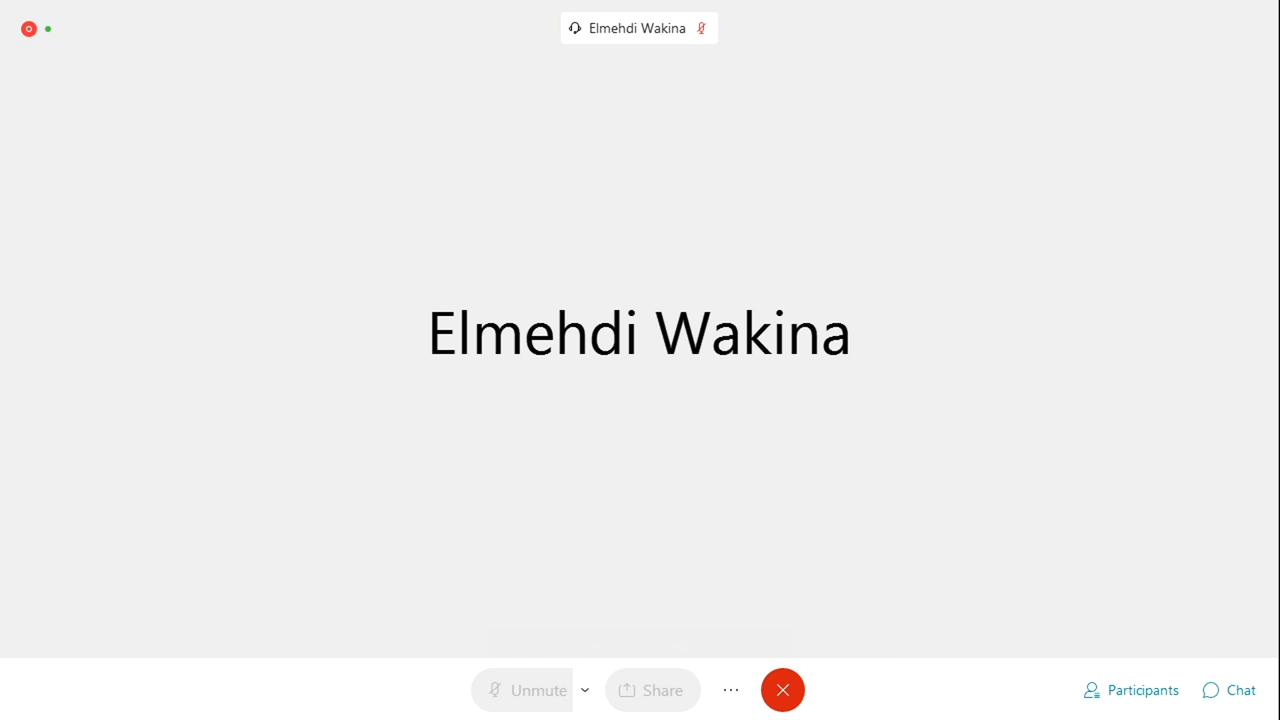 Elmehdi Wakina
Elmehdi Wakina
Unmute
Share
Participants
Chat